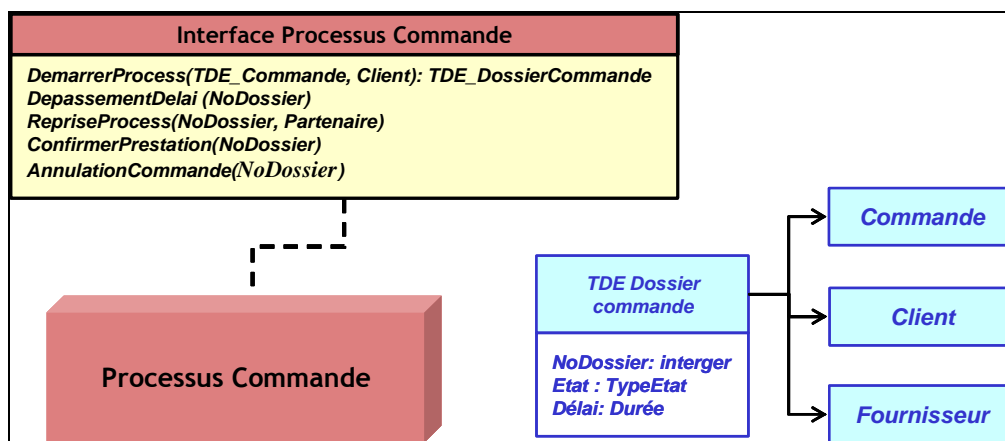 Interface Processus Commande
DemarrerProcess(TDE_Commande, Client): TDE_DossierCommande
DepassementDelai (NoDossier)
RepriseProcess(NoDossier, Partenaire)
ConfirmerPrestation(NoDossier)
AnnulationCommande(NoDossier)
Processus Commande
TDE Dossier
commande
NoDossier: interger
Etat : TypeEtat
Délai: Durée
Commande
Client
Fournisseur